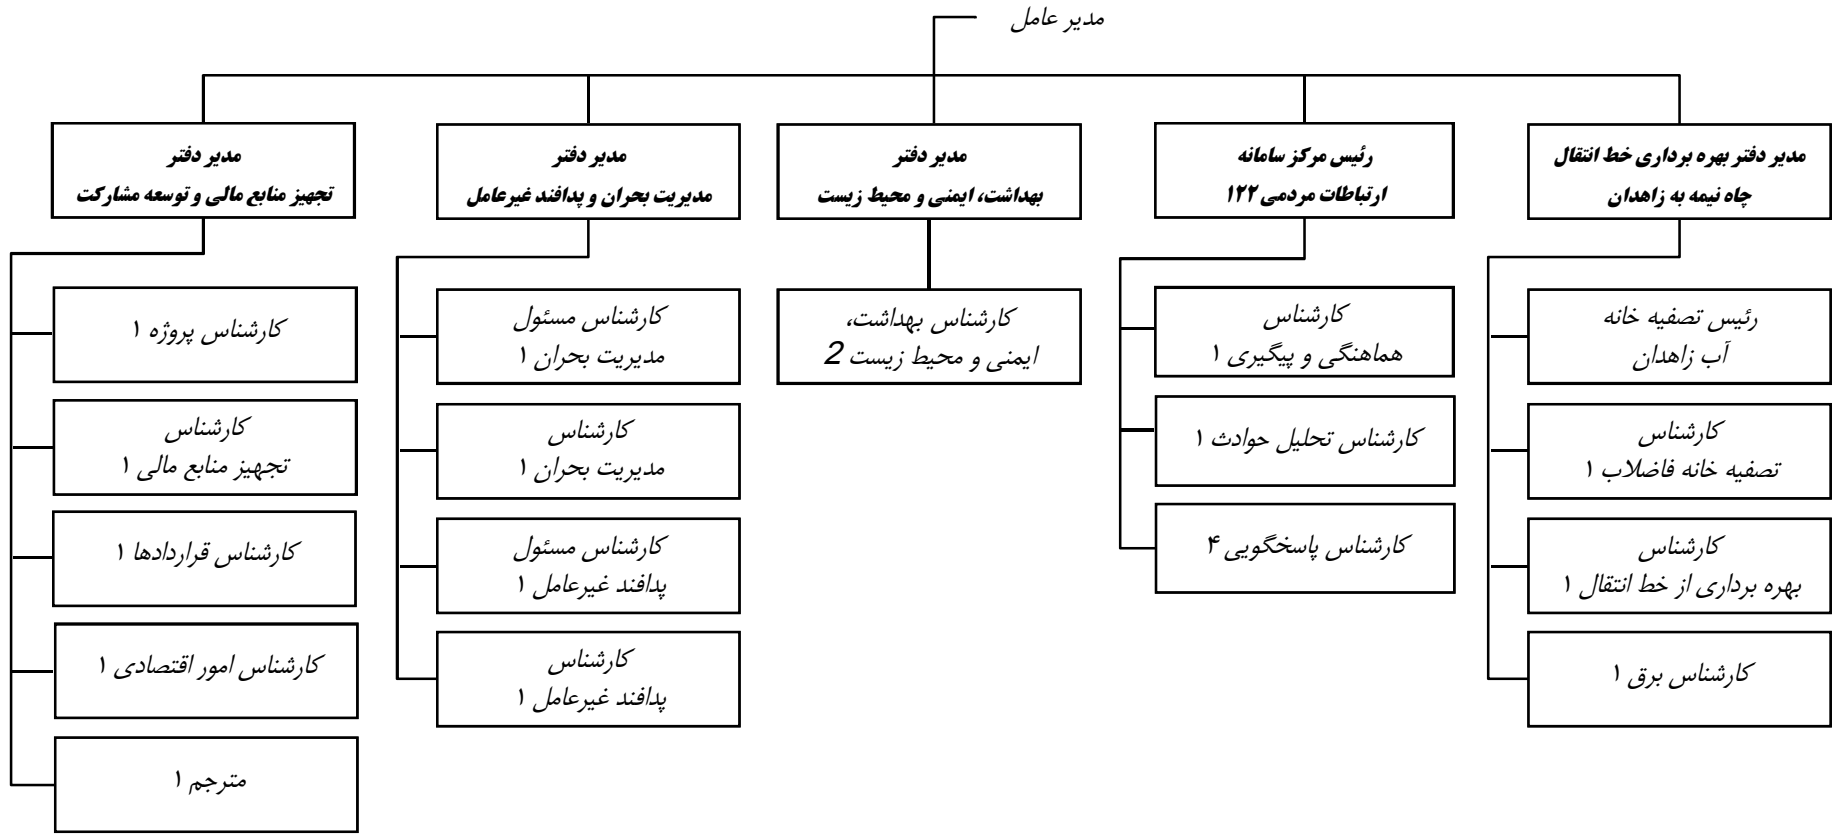 مدیر عامل
مدیر دفتر بهره برداری خط انتقال
چاه نیمه به زاهدان
رئیس تصفیه خانه
آب زاهدان
کارشناس
تصفیه خانه فاضلاب ۱
کارشناس
بهره برداری از خط انتقال ۱
کارشناس برق ۱
رئیس مرکز سامانه
ارتباطات مردمی ۱۲۲
کارشناس
هماهنگی و پیگیری ۱
کارشناس تحلیل حوادث ۱
کارشناس پاسخگویی ۴
مدیر دفتر
بهداشت، ایمنی و محیط زیست
کارشناس بهداشت،
ایمنی و محیط زیست 2
مدیر دفتر
مدیریت بحران و پدافند غیرعامل
کارشناس مسئول
مدیریت بحران ۱
کارشناس
مدیریت بحران ۱
کارشناس مسئول
پدافند غیرعامل ۱
کارشناس
پدافند غیرعامل ۱
مدیر دفتر
تجهیز منابع مالی و توسعه مشارکت
کارشناس پروژه ۱
کارشناس
تجهیز منابع مالی ۱
کارشناس قراردادها ۱
کارشناس امور اقتصادی ۱
مترجم ۱